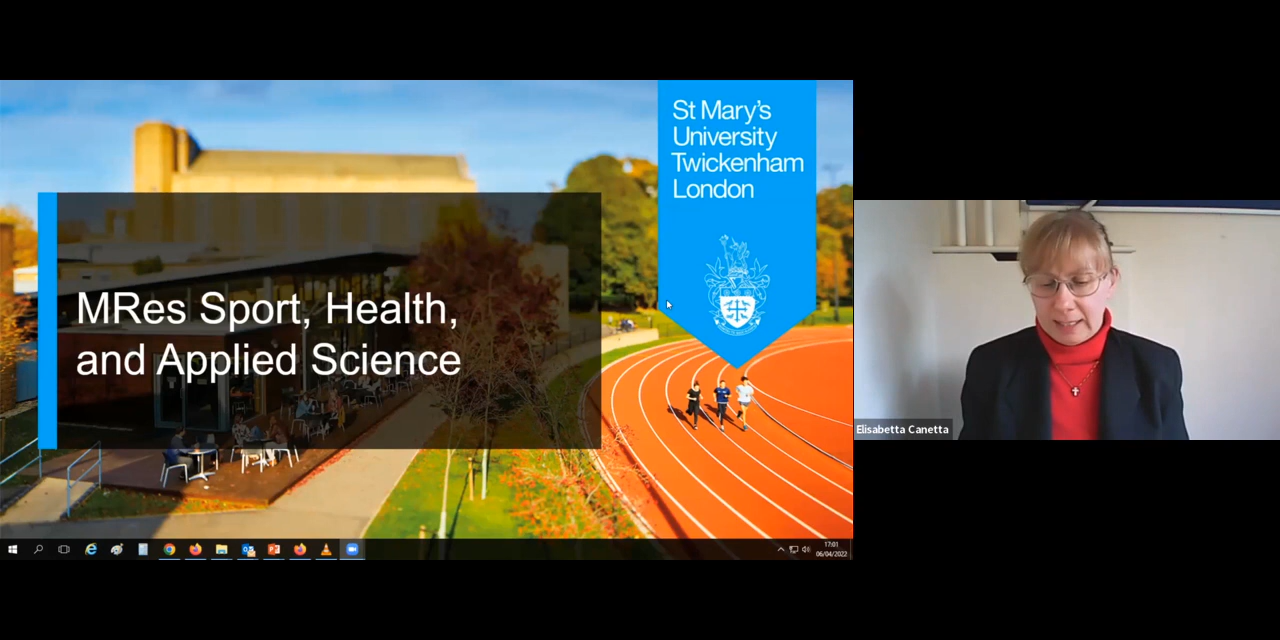 St Mary's
University
Twickenham
London
MRes Sport, Health,
and Applied Science
Elisabetta Canetta
17:01
06/04/2022